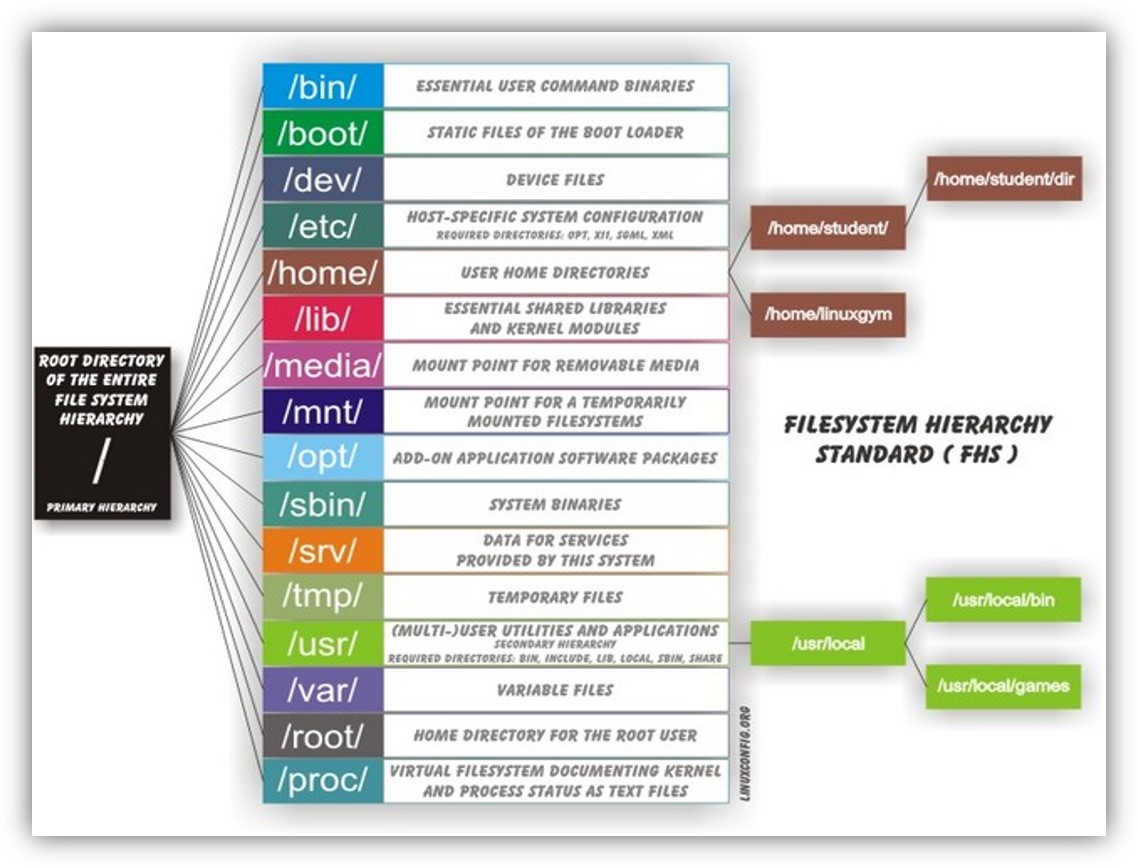 ROOT DIRECTORY
OF THE ENTIRE
FILE SYSTEM
HIERARCHY
/
PRIMARY HIERARCHY
/bin/
ESSENTIAL USER COMMAND BINARIES
/boot/
STATIC FILES OF THE BOOT LOADER
/dev/
DEVICE FILES
/etc/
HOST-SPECIFIC SYSTEM CONFIGURATION
REQUIRED DIRECTORIES: OPT, X11, SGML, XML
/home/
USER HOME DIRECTORIES
/lib/
ESSENTIAL SHARED LIBRARIES
AND KERNEL MODULES
/media/
MOUNT POINT FOR REMOVABLE MEDIA
/mnt/
MOUNT POINT FOR A TEMPORARILY
MOUNTED FILESYSTEMS
/opt/
ADD-ON APPLICATION SOFTWARE PACKAGES
/sbin/
SYSTEM BINARIES
/srv/
DATA FOR SERVICES
PROVIDED BY THIS SYSTEM
/tmp/
TEMPORARY FILES
/usr/
(MULTI-)USER UTILITIES AND APPLICATIONS
SECONDARY HIERARCHY
REQUIRED DIRECTORIES: BIN, INCLUDE, LIB, LOCAL, SBIN, SHARE
/var/
VARIABLE FILES
/root/
HOME DIRECTORY FOR THE ROOT USER
/proc/
VIRTUAL FILESYSTEM DOCUMENTING KERNEL
AND PROCESS STATUS AS TEXT FILES
/home/student/
/home/student/dir
/home/linuxgym
FILESYSTEM HIERARCHY
STANDARD ( FHS )
/usr/local
/usr/local/bin
/usr/local/games
LINUXCONFIG.ORG